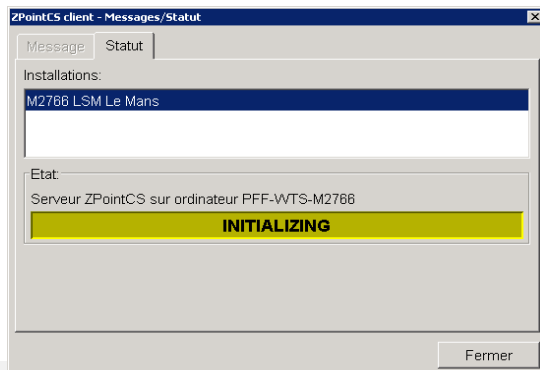 ZPointCS client - Messages/Statut
Message
Statut
Installations:
M2766 LSM Le Mans
Etat:
Serveur ZPointCS sur ordinateur PFF-WTS-M2766
INITIALIZING
Fermer